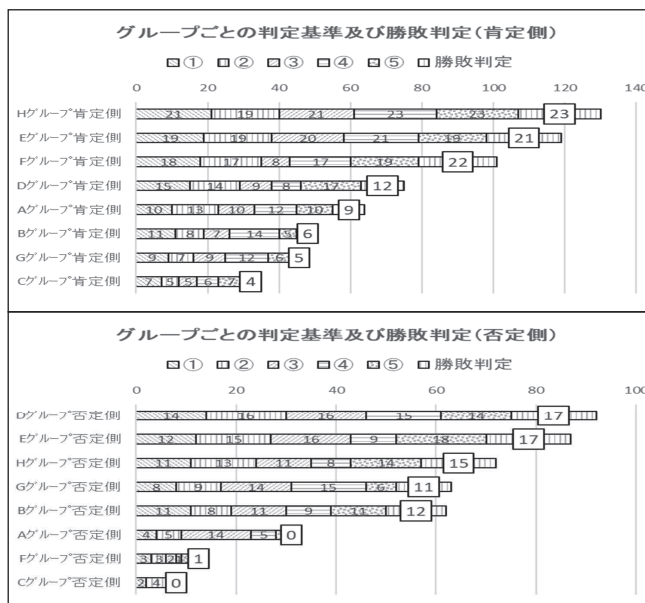 グループごとの判定基準及び勝敗判定(肯定側)
① ② ③ ④ ⑤ 勝敗判定
0 20 40 60 80 100 120 140
Hグループ肯定側 21 19 21 23 23 23
Eグループ肯定側 19 19 20 21 19 21
Fグループ肯定側 18 17 8 17 19 22
Dグループ肯定側 15 14 9 8 17 12
Aグループ肯定側 10 13 10 12 10 9
Bグループ肯定側 11 8 7 14 5 6
Gグループ肯定側 9 7 9 12 6 5
Cグループ肯定側 7 5 5 6 7 4
グループごとの判定基準及び勝敗判定(否定側)
① ② ③ ④ ⑤ 勝敗判定
0 20 40 60 80 100
Dグループ否定側 14 16 16 15 14 17
Eグループ否定側 12 15 16 9 18 17
Hグループ否定側 11 13 11 8 14 15
Gグループ否定側 8 9 14 15 6 11
Bグループ否定側 11 8 11 9 11 12
Aグループ否定側 4 5 14 5 0
Fグループ否定側 3 3 2 1
Cグループ否定側 2 4 0